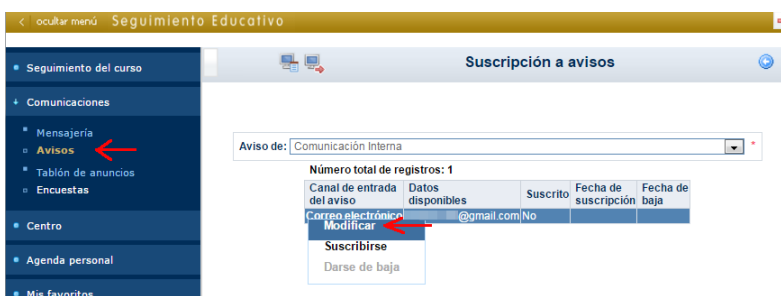 ocultar menú Seguimiento Educativo
Seguimiento del curso
Suscripción a avisos
Comunicaciones
Mensajería
Avisos
Tablón de anuncios
Encuestas
Centro
Agenda personal
Mis favoritos
Aviso de: Comunicación Interna *
Número total de registros: 1
Canal de entrada del aviso Datos disponibles Suscrito Fecha de suscripción Fecha de baja
Correo electrónico @gmail.com No
Modificar
Suscribirse
Darse de baja